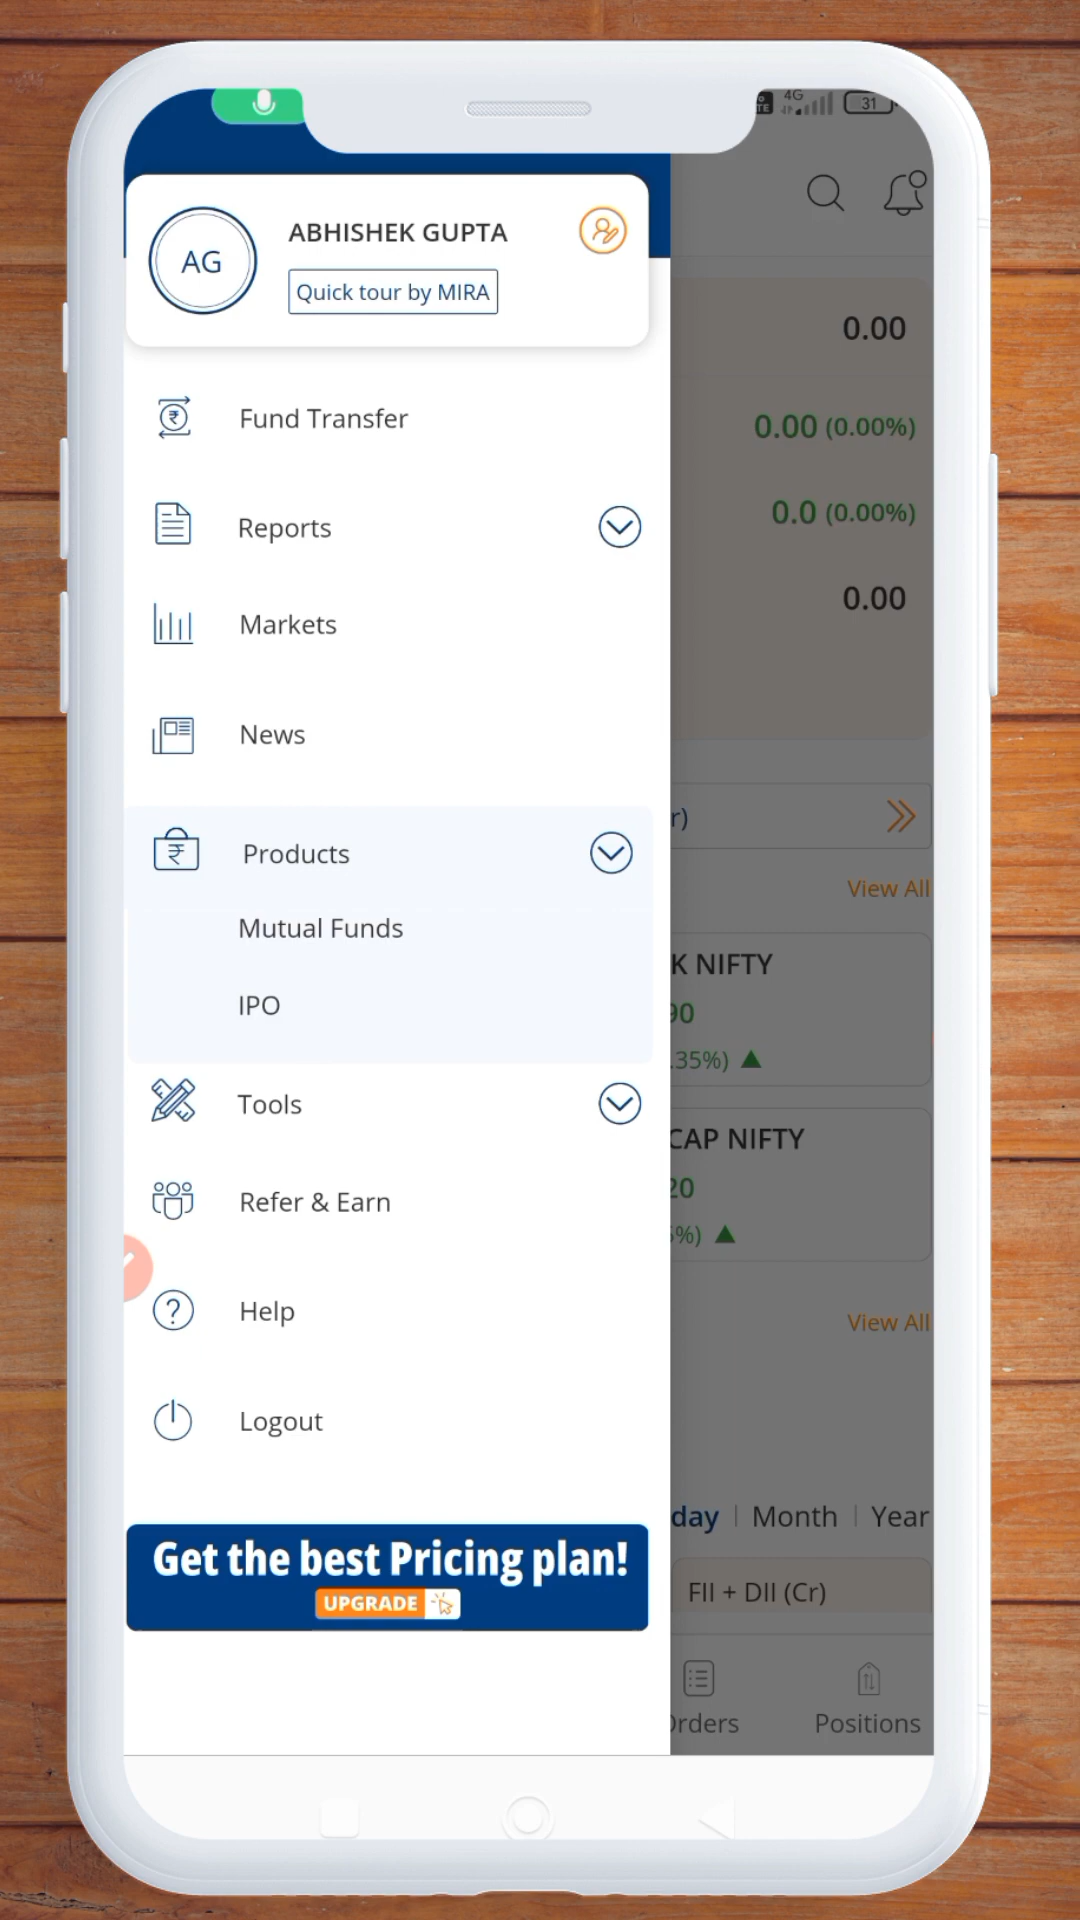 4G
31
AG
ABHISHEK GUPTA
Quick tour by MIRA
0.00
Fund Transfer
0.00 (0.00%)
Reports
0.0 (0.00%)
Markets
0.00
News
r)
Products
View All
Mutual Funds
K NIFTY
IPO
90
.35%)
Tools
CAP NIFTY
Refer & Earn
20
%)
Help
View All
Logout
day
Month
Year
Get the best Pricing plan!
UPGRADE
FII + DII (Cr)
Orders
Positions